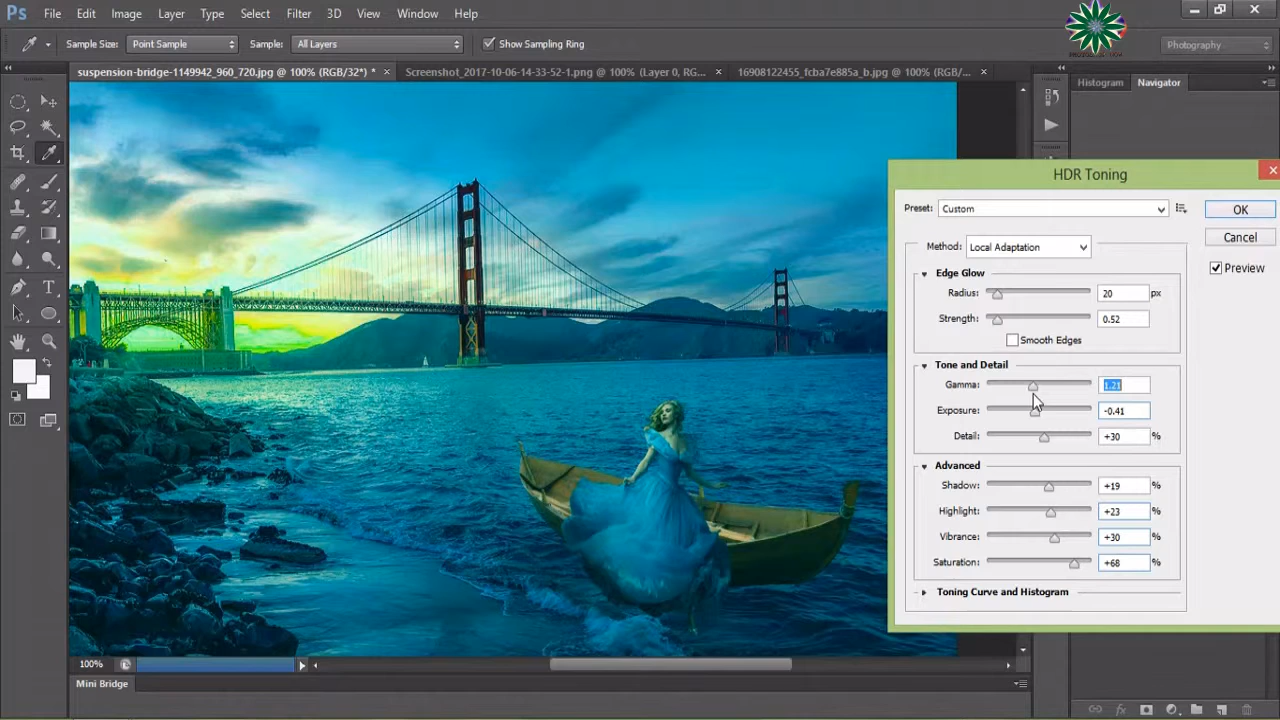 Ps File Edit Image Layer Type Select Filter 3D View Window Help
Sample Size: Point Sample Sample: All Layers Show Sampling Ring Photography
suspension-bridge-1149942_960_720.jpg @ 100% (RGB/32*) * × Screenshot_2017-10-06-14-33-52-1.png @ 100% (Layer 0, RG... × 16908122455_fcba7e885a_b.jpg @ 100% (RGB/... ×
Histogram Navigator
HDR Toning
Preset: Custom OK
Cancel
Method: Local Adaptation
Preview
Edge Glow
Radius: 20 px
Strength: 0.52
Smooth Edges
Tone and Detail
Gamma: 1.21
Exposure: -0.41
Detail: +30 %
Advanced
Shadow: +19 %
Highlight: +23 %
Vibrance: +30 %
Saturation: +68 %
Toning Curve and Histogram
100%
Mini Bridge